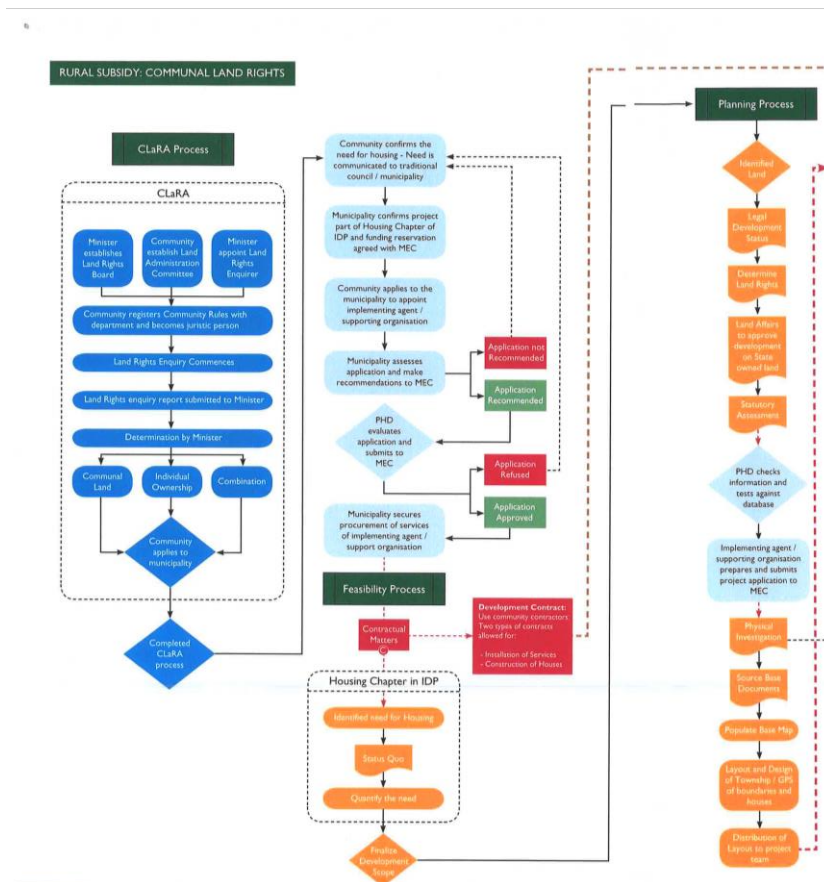 RURAL SUBSIDY: COMMUNAL LAND RIGHTS
CLaRA Process
CLaRA
Minister
establishes
Land Rights
Board
Community
establish Land
Administration
Committee
Minister
appoint Land
Rights
Enquirer
Community registers Community Rules with
department and becomes juristic person
Land Rights Enquiry Commences
Land Rights enquiry report submitted to Minister
Determination by Minister
Communal
Land
Individual
Ownership
Combination
Community
applies to
municipality
Completed
CLaRA
process
Community confirms the
need for housing - Need is
communicated to traditional
council / municipality
Municipality confirms project
part of Housing Chapter of
IDP and funding reservation
agreed with MEC
Community applies to the
municipality to appoint
implementing agent /
supporting organisation
Municipality assesses
application and make
recommendations to MEC
Application not
Recommended
Application
Recommended
PHD
evaluates
application and
submits to
MEC
Application
Refused
Application
Approved
Municipality secures
procurement of services
of implementing agent /
support organisation
Feasibility Process
Contractual
Matters
C
Development Contract:
Use community contractors
Two types of contracts
allowed for:
- Installation of Services
- Construction of Houses
Housing Chapter in IDP
Identified need for Housing
Status Quo
Quantify the need
Finalize
Development
Scope
Planning Process
Identified
Land
Legal
Development
Status
Determine
Land Rights
Land Affairs
to approve
development
on State
owned land
Statutory
Assessment
PHD checks
information and
tests against
database
Implementing agent /
supporting organisation
prepares and submits
project application to
MEC
Physical
Investigation
Source Base
Documents
Populate Base Map
Layout and Design
of Township / GPS
of boundaries and
houses
Distribution of
Layout to project
team